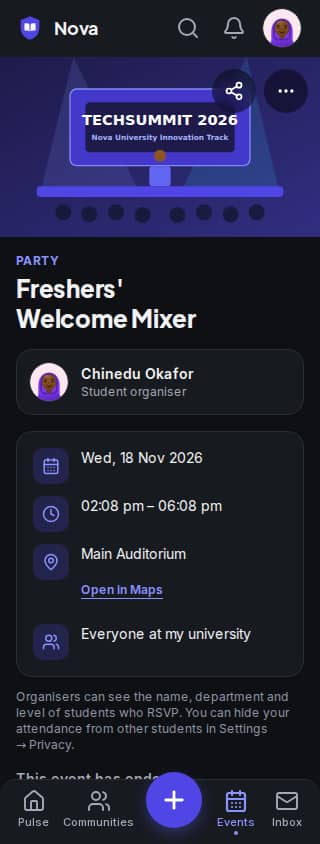 Nova
TECHSUMMIT 2026
Nova University Innovation Track
PARTY
Freshers'
Welcome Mixer
Chinedu Okafor
Student organiser
Wed, 18 Nov 2026
02:08 pm – 06:08 pm
Main Auditorium
Open in Maps
Everyone at my university
Organisers can see the name, department and
level of students who RSVP. You can hide your
attendance from other students in Settings
→ Privacy.
This event has
Pulse
Communities
Events
Inbox